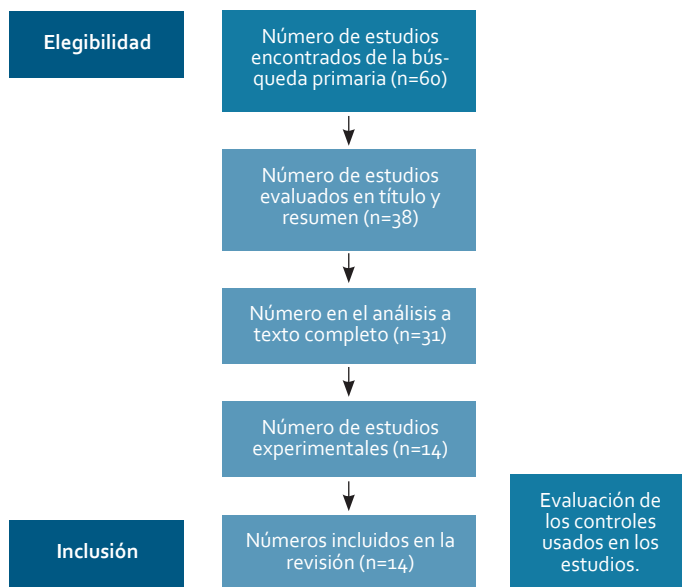 Elegibilidad
Número de estudios
encontrados de la bús-
queda primaria (n=60)
Número de estudios
evaluados en título y
resumen (n=38)
Número en el análisis a
texto completo (n=31)
Número de estudios
experimentales (n=14)
Inclusión
Números incluidos en la
revisión (n=14)
Evaluación de
los controles
usados en los
estudios.